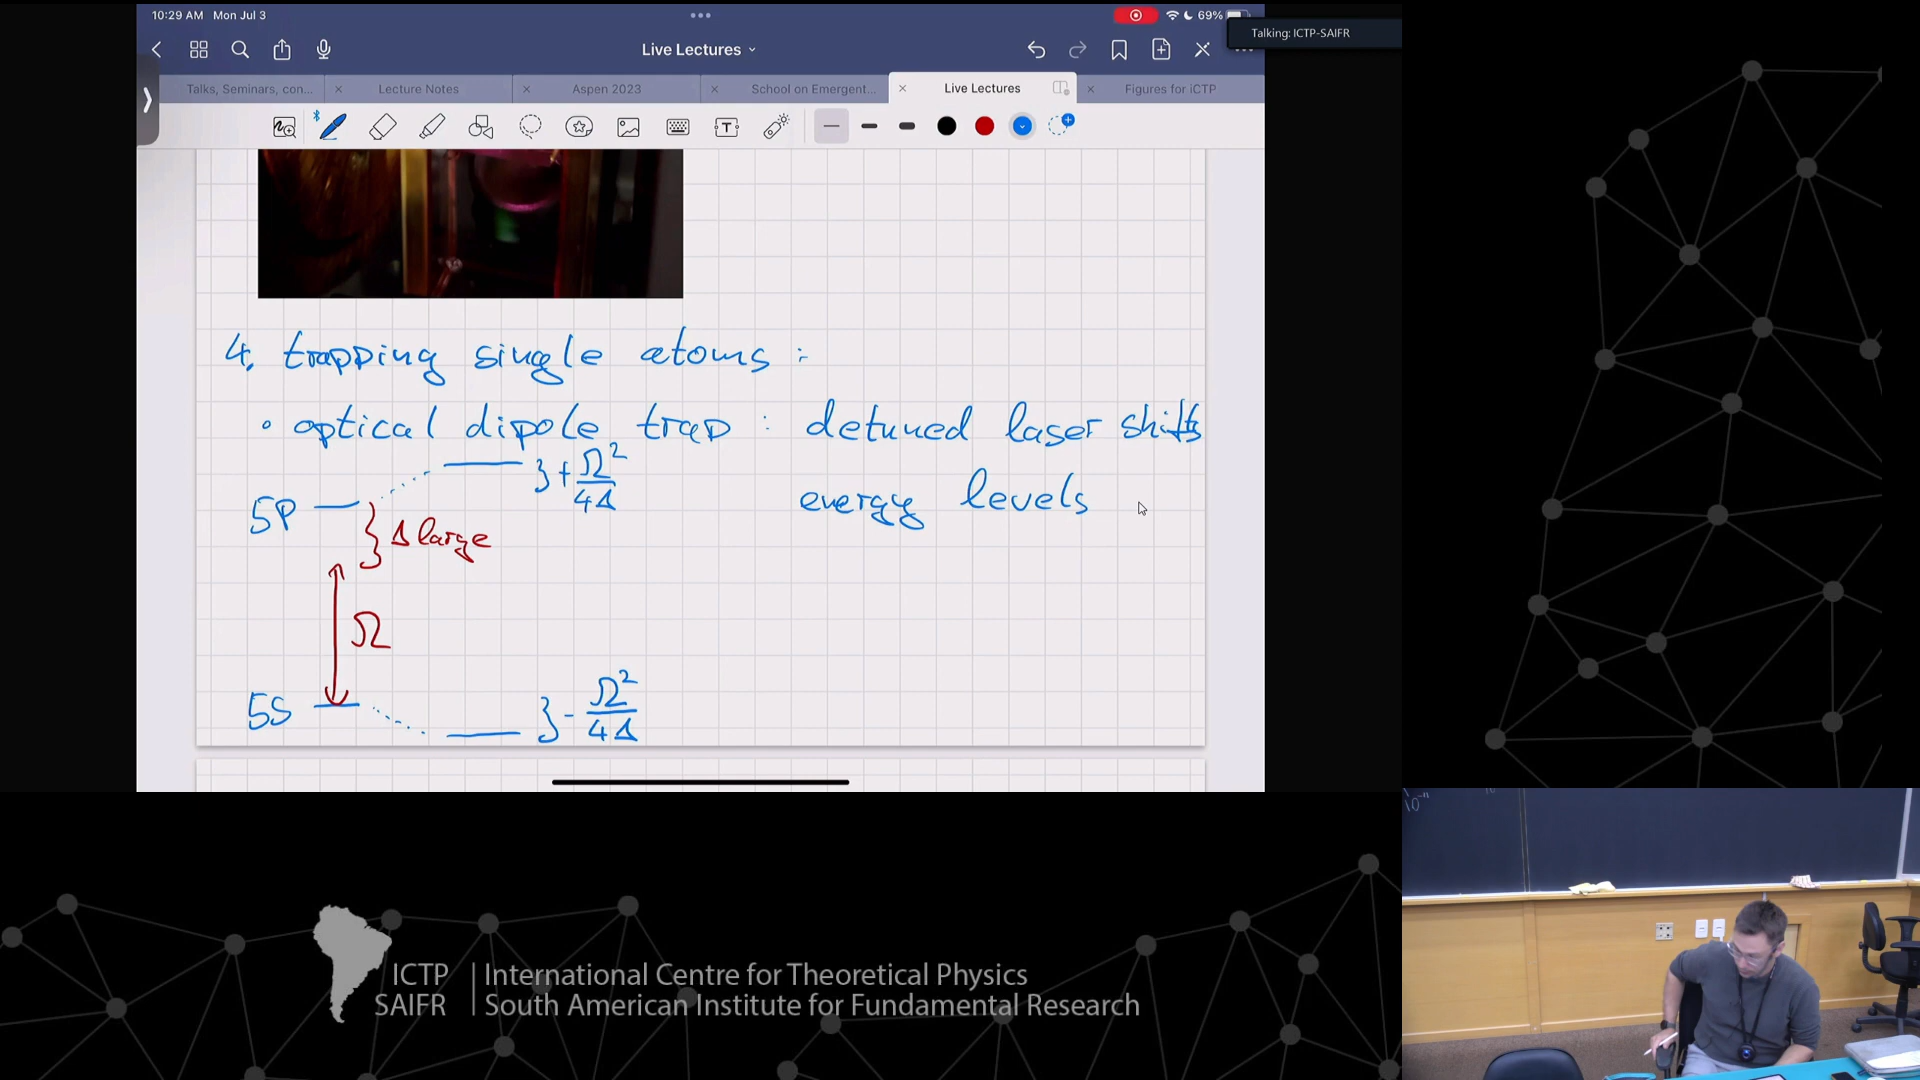 10:29 AM Mon Jul 3
69%
Talking: ICTP-SAIFR
Live Lectures
Talks, Seminars, con...
Lecture Notes
Aspen 2023
School on Emergent...
Live Lectures
Figures for iCTP
4. trapping single atoms :
• optical dipole trap : detuned laser shifts
energy levels
5P
} + Ω²/4Δ
} Δ large
Ω
5S
} - Ω²/4Δ
10⁻ⁿ
ICTP | International Centre for Theoretical Physics
SAIFR | South American Institute for Fundamental Research